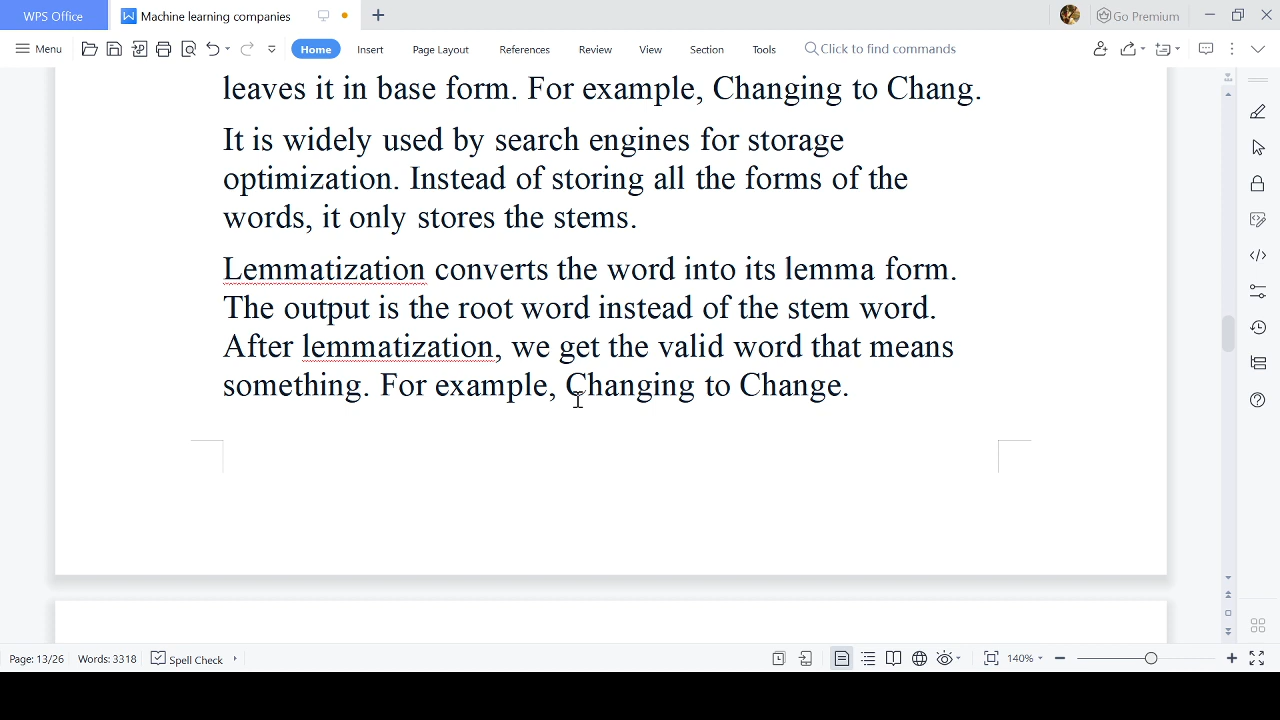 WPS Office
Machine learning companies
Go Premium
Menu
Home
Insert
Page Layout
References
Review
View
Section
Tools
Click to find commands
leaves it in base form. For example, Changing to Chang.
It is widely used by search engines for storage
optimization. Instead of storing all the forms of the
words, it only stores the stems.
Lemmatization converts the word into its lemma form.
The output is the root word instead of the stem word.
After lemmatization, we get the valid word that means
something. For example, Changing to Change.
Page: 13/26
Words: 3318
Spell Check
140%